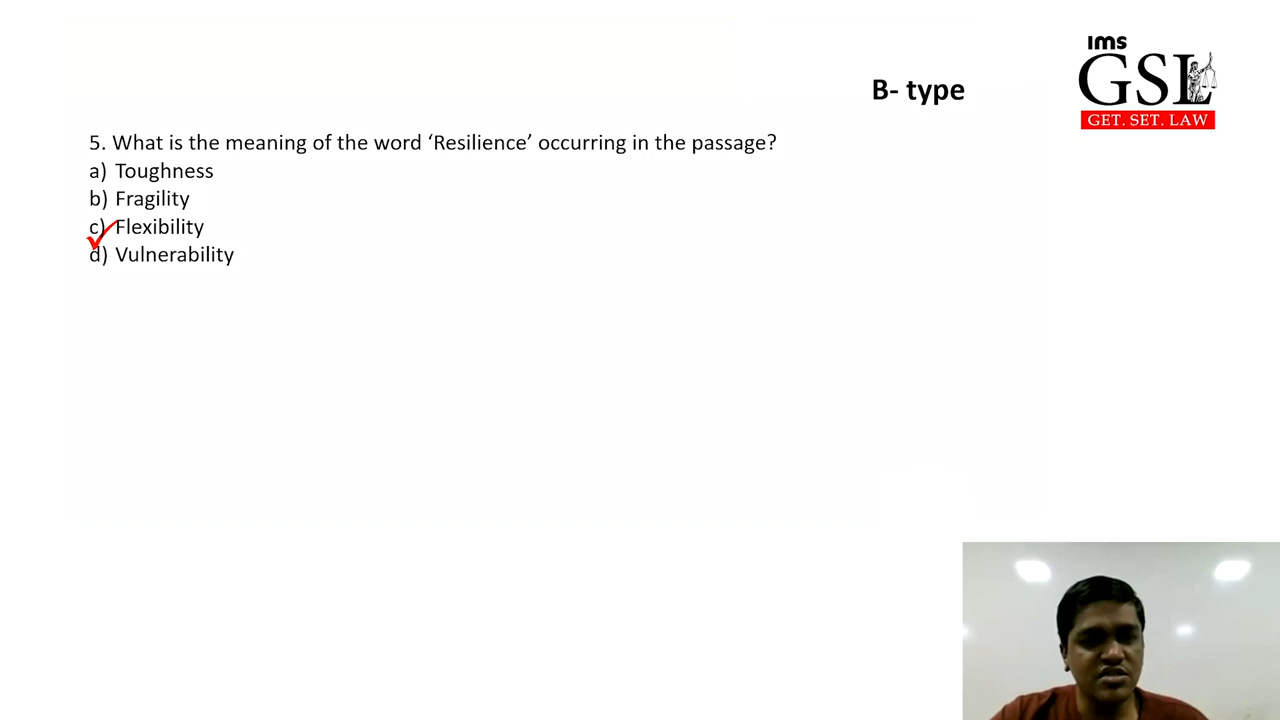 ims
GSL
GET. SET. LAW
B- type
5. What is the meaning of the word ‘Resilience’ occurring in the passage?
a) Toughness
b) Fragility
c) Flexibility
d) Vulnerability